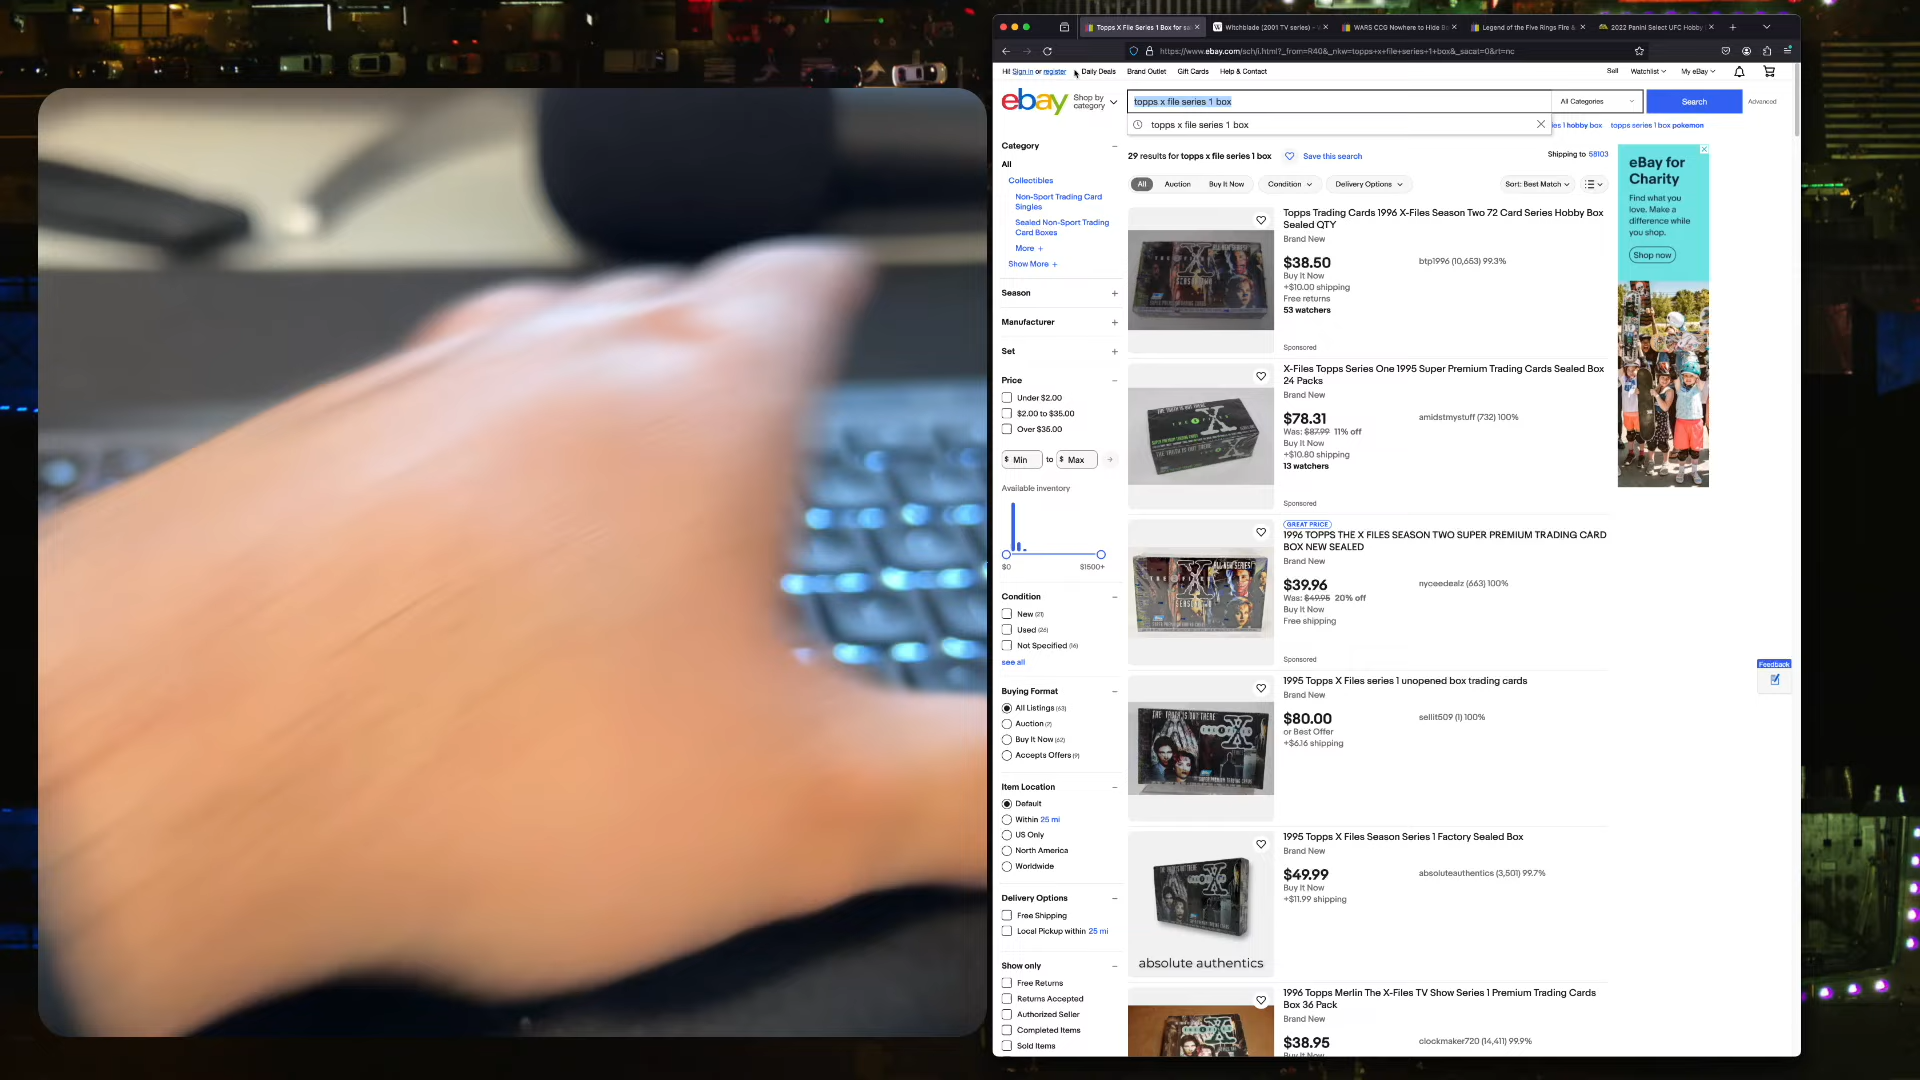 Topps X File Series 1 Box for sa
Witchblade (2001 TV series) –
WARS CCG Nowhere to Hide B
Legend of the Five Rings Fire &
2022 Panini Select UFC Hobby
https://www.ebay.com/sch/i.html?_from=R40&_nkw=topps+x+file+series+1+box&_sacat=0&rt=nc
Hi! Sign in or register
Daily Deals
Brand Outlet
Gift Cards
Help & Contact
Sell
Watchlist
My eBay
ebay
Shop by category
topps x file series 1 box
All Categories
Search
Advanced
topps x file series 1 box
es 1 hobby box
topps series 1 box pokemon
29 results for topps x file series 1 box
Save this search
Shipping to 58103
All
Auction
Buy It Now
Condition
Delivery Options
Sort: Best Match
Category
All
Collectibles
Non-Sport Trading Card
Singles
Sealed Non-Sport Trading
Card Boxes
More +
Show More +
Season
Manufacturer
Set
Price
Under $2.00
$2.00 to $35.00
Over $35.00
$ Min to $ Max
Available inventory
$0
$1500+
Condition
New (21)
Used (26)
Not Specified (16)
see all
Buying Format
All Listings (63)
Auction (2)
Buy It Now (62)
Accepts Offers (9)
Item Location
Default
Within 25 mi
US Only
North America
Worldwide
Delivery Options
Free Shipping
Local Pickup within 25 mi
Show only
Free Returns
Returns Accepted
Authorized Seller
Completed Items
Sold Items
Topps Trading Cards 1996 X-Files Season Two 72 Card Series Hobby Box
Sealed QTY
Brand New
$38.50
btp1996 (10,653) 99.3%
Buy It Now
+$10.00 shipping
Free returns
53 watchers
Sponsored
X-Files Topps Series One 1995 Super Premium Trading Cards Sealed Box
24 Packs
Brand New
$78.31
amidstmystuff (732) 100%
Was: $87.99 11% off
Buy It Now
+$10.80 shipping
13 watchers
Sponsored
GREAT PRICE
1996 TOPPS THE X FILES SEASON TWO SUPER PREMIUM TRADING CARD
BOX NEW SEALED
Brand New
$39.96
nyceedealz (663) 100%
Was: $49.95 20% off
Buy It Now
Free shipping
Sponsored
1995 Topps X Files series 1 unopened box trading cards
Brand New
$80.00
sellit509 (1) 100%
or Best Offer
+$6.16 shipping
THE TRUTH IS OUT THERE
1995 Topps X Files Season Series 1 Factory Sealed Box
Brand New
$49.99
absoluteauthentics (3,501) 99.7%
Buy It Now
+$11.99 shipping
absolute authentics
1996 Topps Merlin The X-Files TV Show Series 1 Premium Trading Cards
Box 36 Pack
Brand New
$38.95
clockmaker720 (14,411) 99.9%
Buy It Now
eBay for
Charity
Find what you
love. Make a
difference while
you shop.
Shop now
Feedback